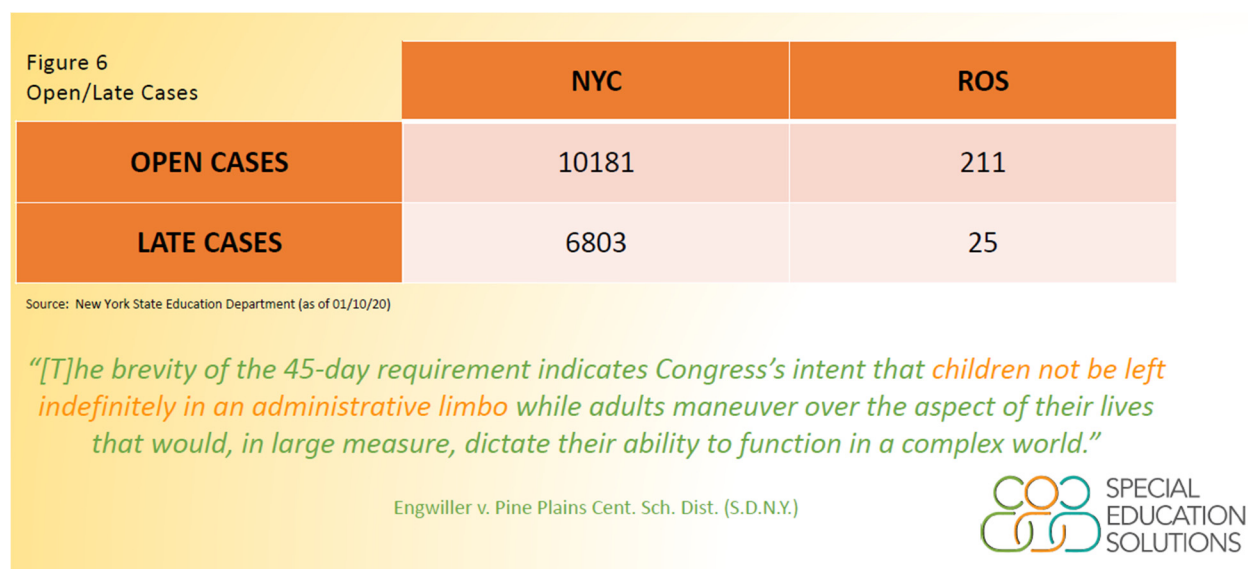 Figure 6
Open/Late Cases
NYC
ROS
OPEN CASES
10181
211
LATE CASES
6803
25
Source: New York State Education Department (as of 01/10/20)
“[T]he brevity of the 45-day requirement indicates Congress’s intent that children not be left
indefinitely in an administrative limbo while adults maneuver over the aspect of their lives
that would, in large measure, dictate their ability to function in a complex world.”
Engwiller v. Pine Plains Cent. Sch. Dist. (S.D.N.Y.)
SPECIAL
EDUCATION
SOLUTIONS